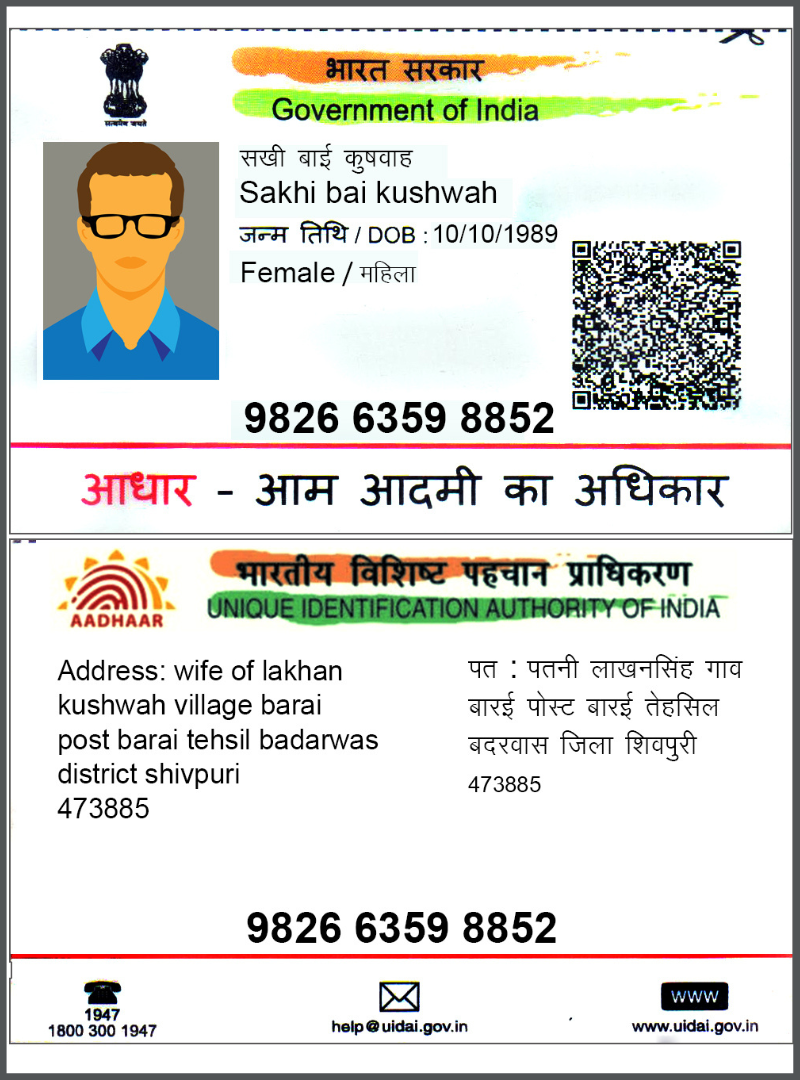 भारत सरकार
Government of India
सत्यमेव जयते
सखी बाई कुषवाह
Sakhi bai kushwah
जन्म तिथि / DOB : 10/10/1989
Female / महिला
9826 6359 8852
आधार - आम आदमी का अधिकार
भारतीय विशिष्ट पहचान प्राधिकरण
AADHAAR
UNIQUE IDENTIFICATION AUTHORITY OF INDIA
Address: wife of lakhan
kushwah village barai
post barai tehsil badarwas
district shivpuri
473885
पत : पतनी लाखनसिंह गाव
बारई पोस्ट बारई तेहसिल
बदरवास जिला शिवपुरी
473885
9826 6359 8852
1947
1800 300 1947
help@uidai.gov.in
www
www.uidai.gov.in